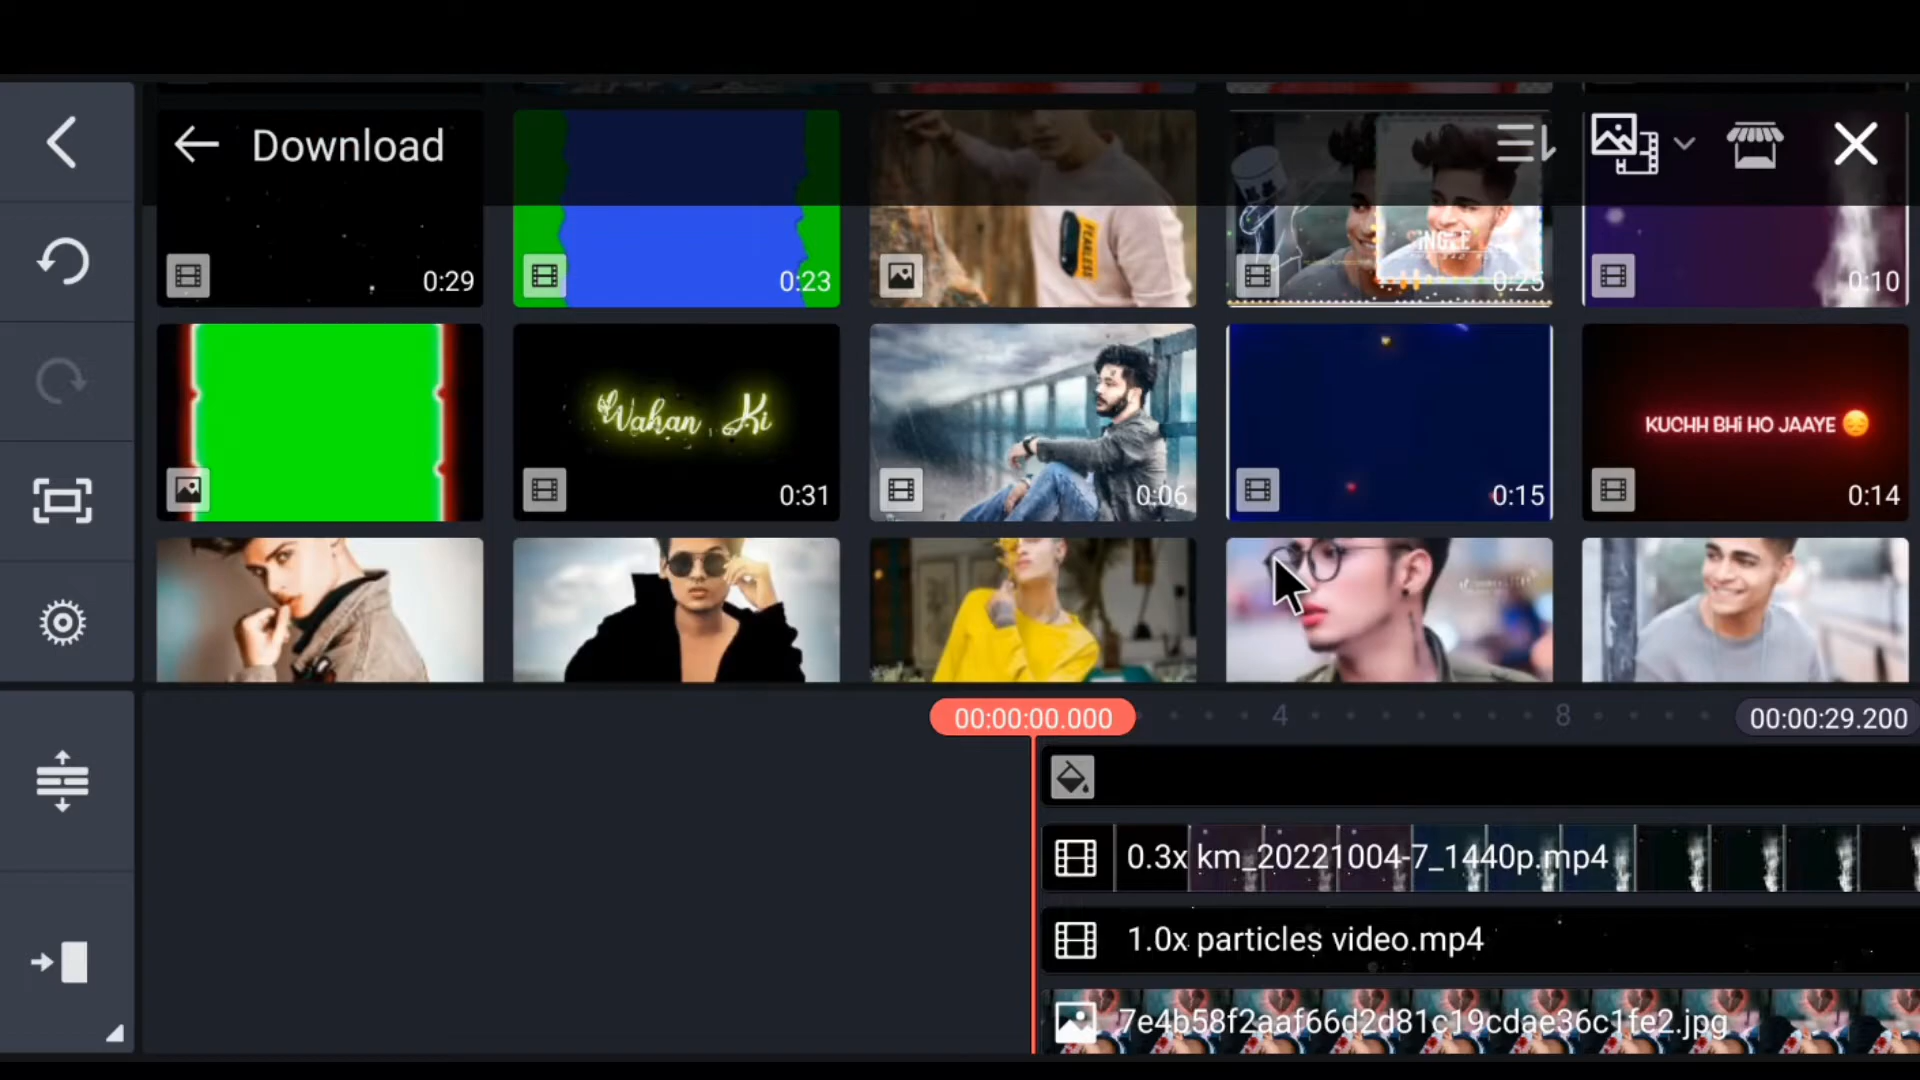 Download
0:29
0:23
FEARLESS
SINGLE
0:25
0:10
Wahan Ki
0:31
0:06
0:15
KUCHH BHi HO JAAYE 😔
0:14
00:00:00.000
4
8
00:00:29.200
0.3x km_20221004-7_1440p.mp4
1.0x particles video.mp4
7e4b58f2aaf66d2d81c19cdae36c1fe2.jpg